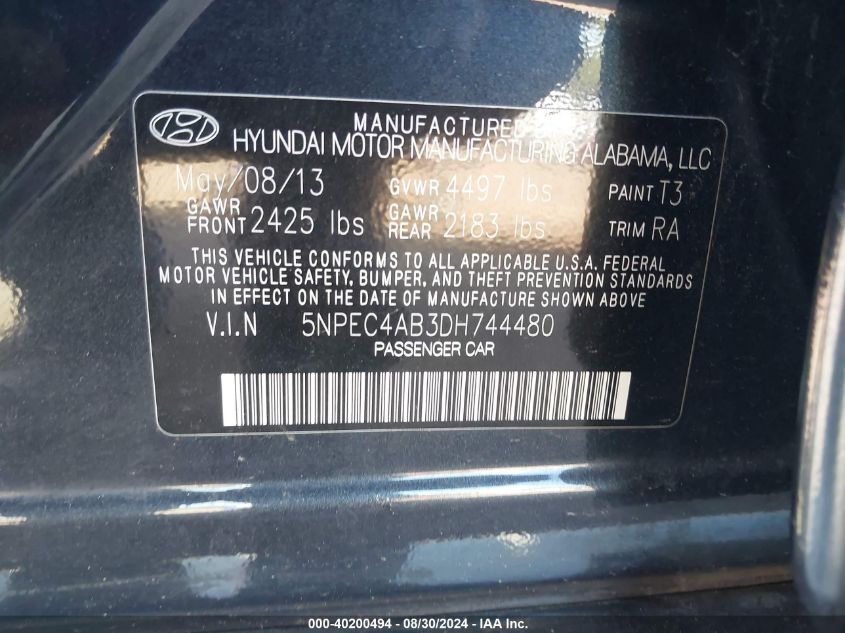 MANUFACTURED BY
HYUNDAI MOTOR MANUFACTURING ALABAMA, LLC
May/08/13 GVWR 4497 lbs PAINT T3
GAWR FRONT 2425 lbs GAWR REAR 2183 lbs TRIM RA
THIS VEHICLE CONFORMS TO ALL APPLICABLE U.S.A. FEDERAL
MOTOR VEHICLE SAFETY, BUMPER, AND THEFT PREVENTION STANDARDS
IN EFFECT ON THE DATE OF MANUFACTURE SHOWN ABOVE.
V.I.N 5NPEC4AB3DH744480
PASSENGER CAR
000-40200494 - 08/30/2024 - IAA Inc.